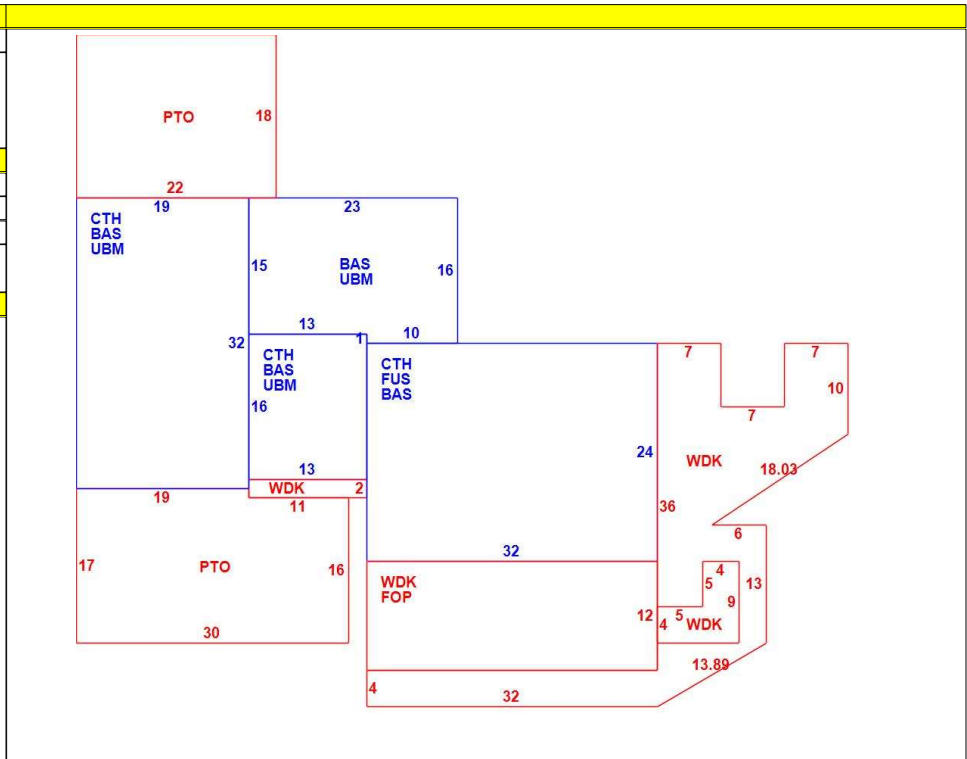 PTO
18
22
19
23
CTH
BAS
UBM
15
BAS
UBM
16
13
1
10
32
CTH
BAS
UBM
CTH
FUS
BAS
7
7
10
7
16
24
WDK
18.03
13
WDK
2
19
11
36
6
32
17
PTO
16
WDK
FOP
4
5
13
9
12
4
5
WDK
30
13.89
4
32